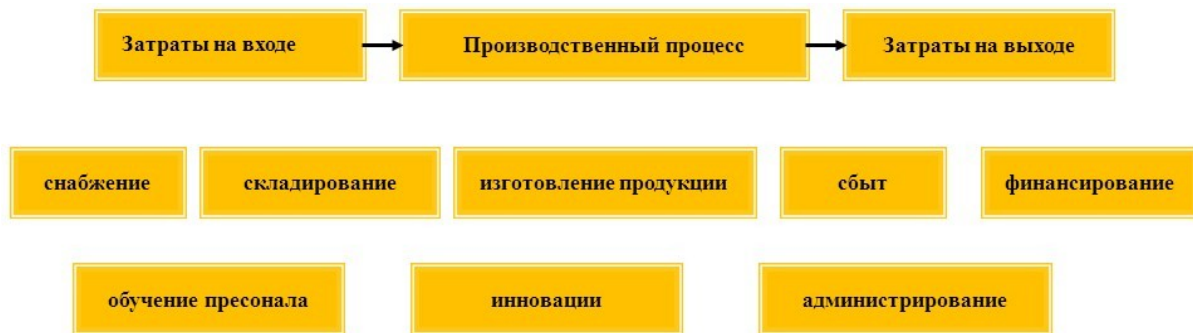 Затраты на входе
Производственный процесс
Затраты на выходе
снабжение
складирование
изготовление продукции
сбыт
финансирование
обучение пресонала
инновации
администрирование